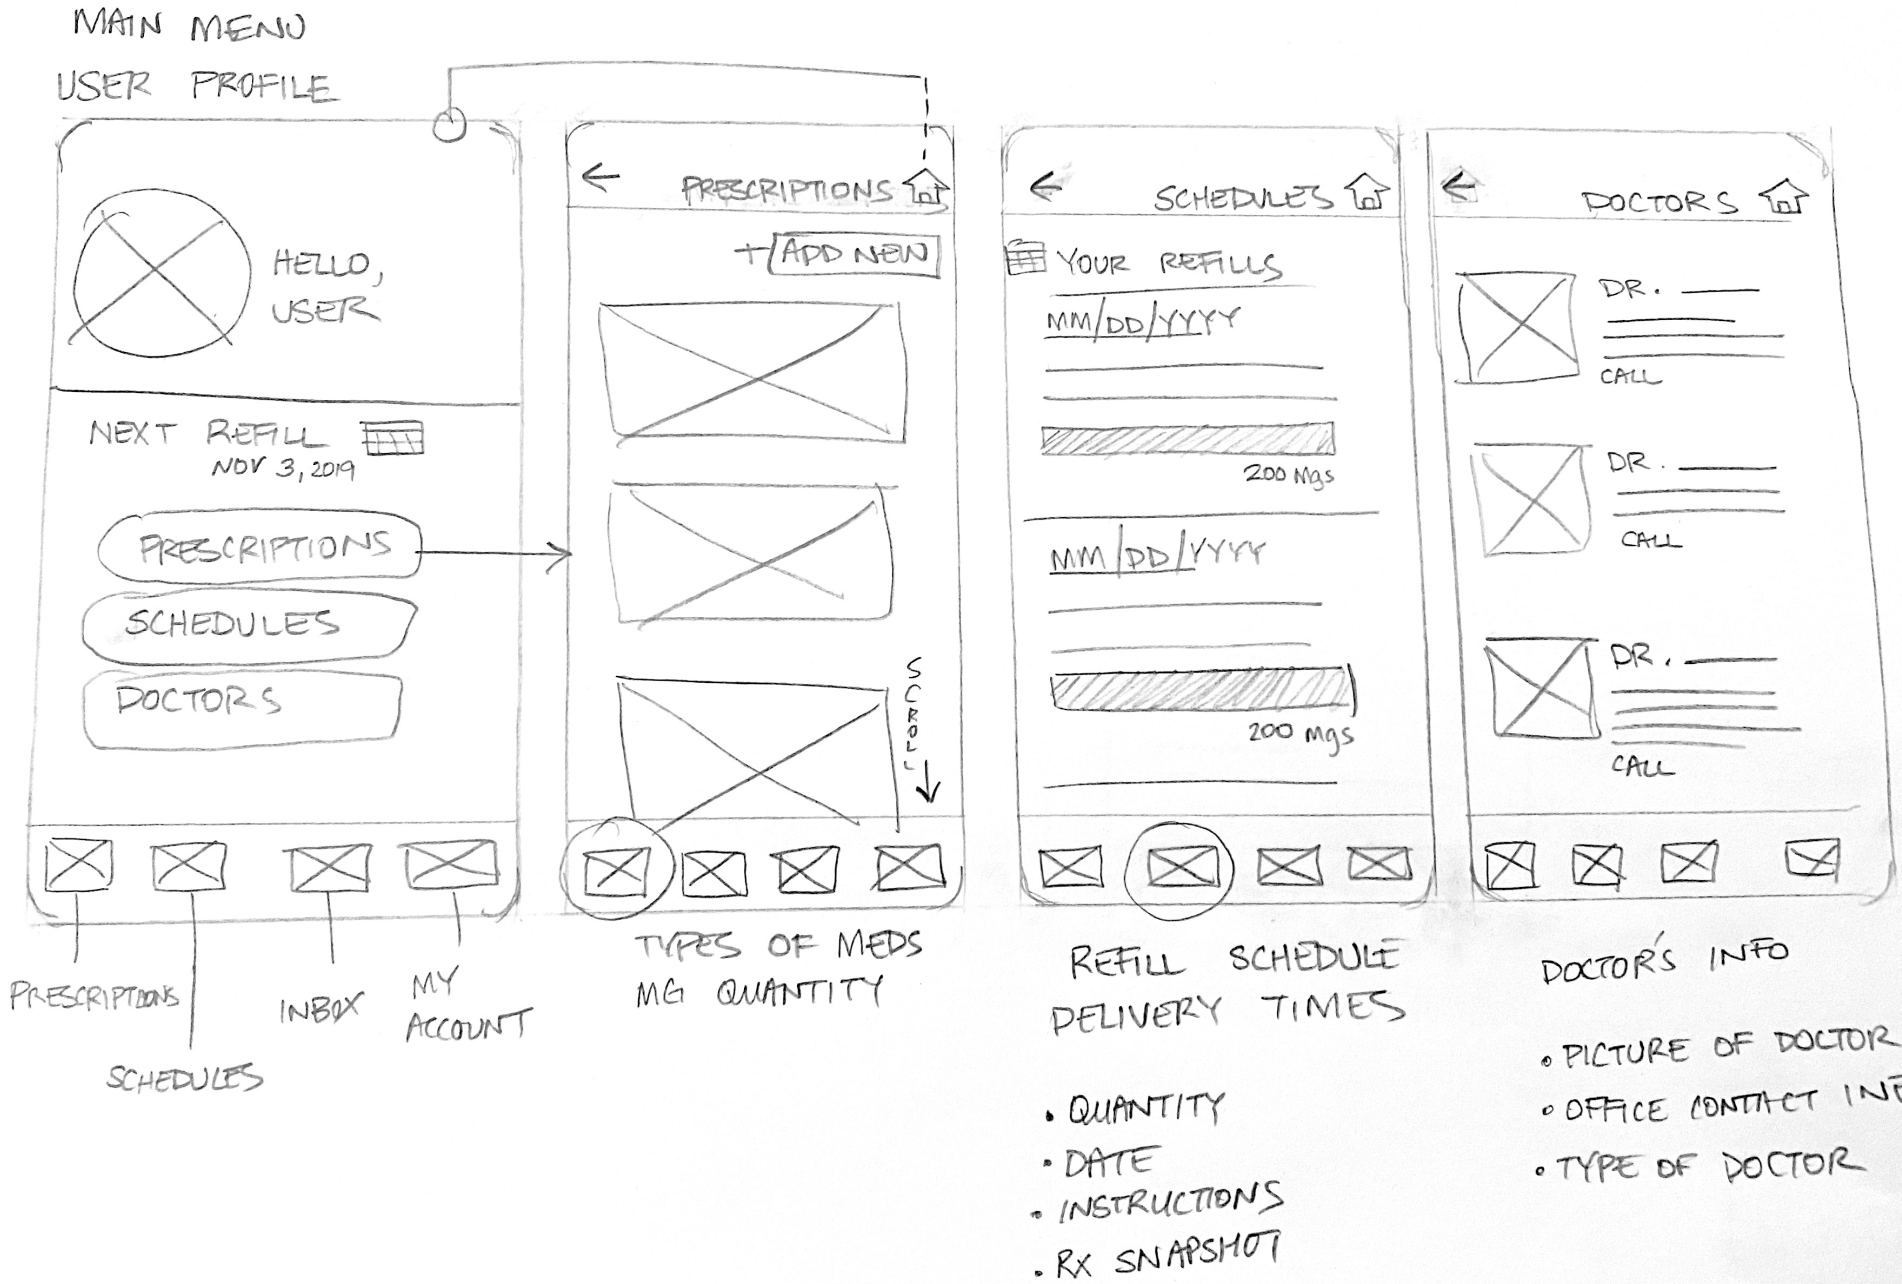 MAIN MENU
USER PROFILE
HELLO,
USER
NEXT REFILL
NOV 3, 2019
PRESCRIPTIONS
SCHEDULES
DOCTORS
PRESCRIPTIONS
SCHEDULES
INBOX
MY
ACCOUNT
PRESCRIPTIONS
+ ADD NEW
SCROLL
TYPES OF MEDS
MG QUANTITY
SCHEDULES
YOUR REFILLS
MM/DD/YYYY
200 Mgs
MM/DD/YYYY
200 mgs
REFILL SCHEDULE
DELIVERY TIMES
• QUANTITY
• DATE
• INSTRUCTIONS
• RX SNAPSHOT
DOCTORS
DR.
CALL
DR.
CALL
DR.
CALL
DOCTOR'S INFO
• PICTURE OF DOCTOR
• OFFICE CONTACT INF
• TYPE OF DOCTOR